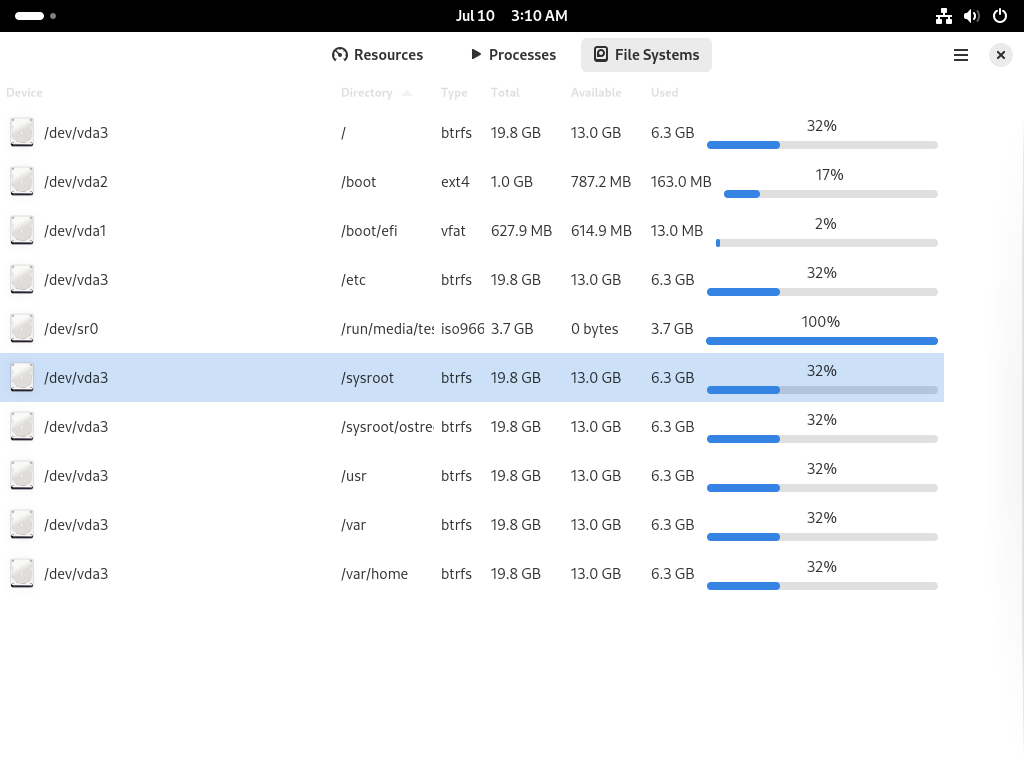 Jul 10 3:10 AM
Resources Processes File Systems
Device Directory Type Total Available Used
/dev/vda3 / btrfs 19.8 GB 13.0 GB 6.3 GB 32%
/dev/vda2 /boot ext4 1.0 GB 787.2 MB 163.0 MB 17%
/dev/vda1 /boot/efi vfat 627.9 MB 614.9 MB 13.0 MB 2%
/dev/vda3 /etc btrfs 19.8 GB 13.0 GB 6.3 GB 32%
/dev/sr0 /run/media/tes iso966 3.7 GB 0 bytes 3.7 GB 100%
/dev/vda3 /sysroot btrfs 19.8 GB 13.0 GB 6.3 GB 32%
/dev/vda3 /sysroot/ostre btrfs 19.8 GB 13.0 GB 6.3 GB 32%
/dev/vda3 /usr btrfs 19.8 GB 13.0 GB 6.3 GB 32%
/dev/vda3 /var btrfs 19.8 GB 13.0 GB 6.3 GB 32%
/dev/vda3 /var/home btrfs 19.8 GB 13.0 GB 6.3 GB 32%